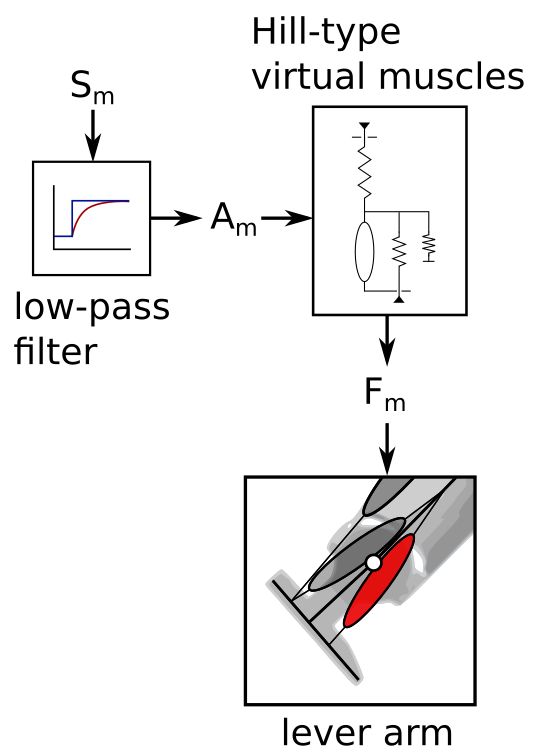 Hill-type
virtual muscles
Sm
Am
low-pass
filter
Fm
lever arm